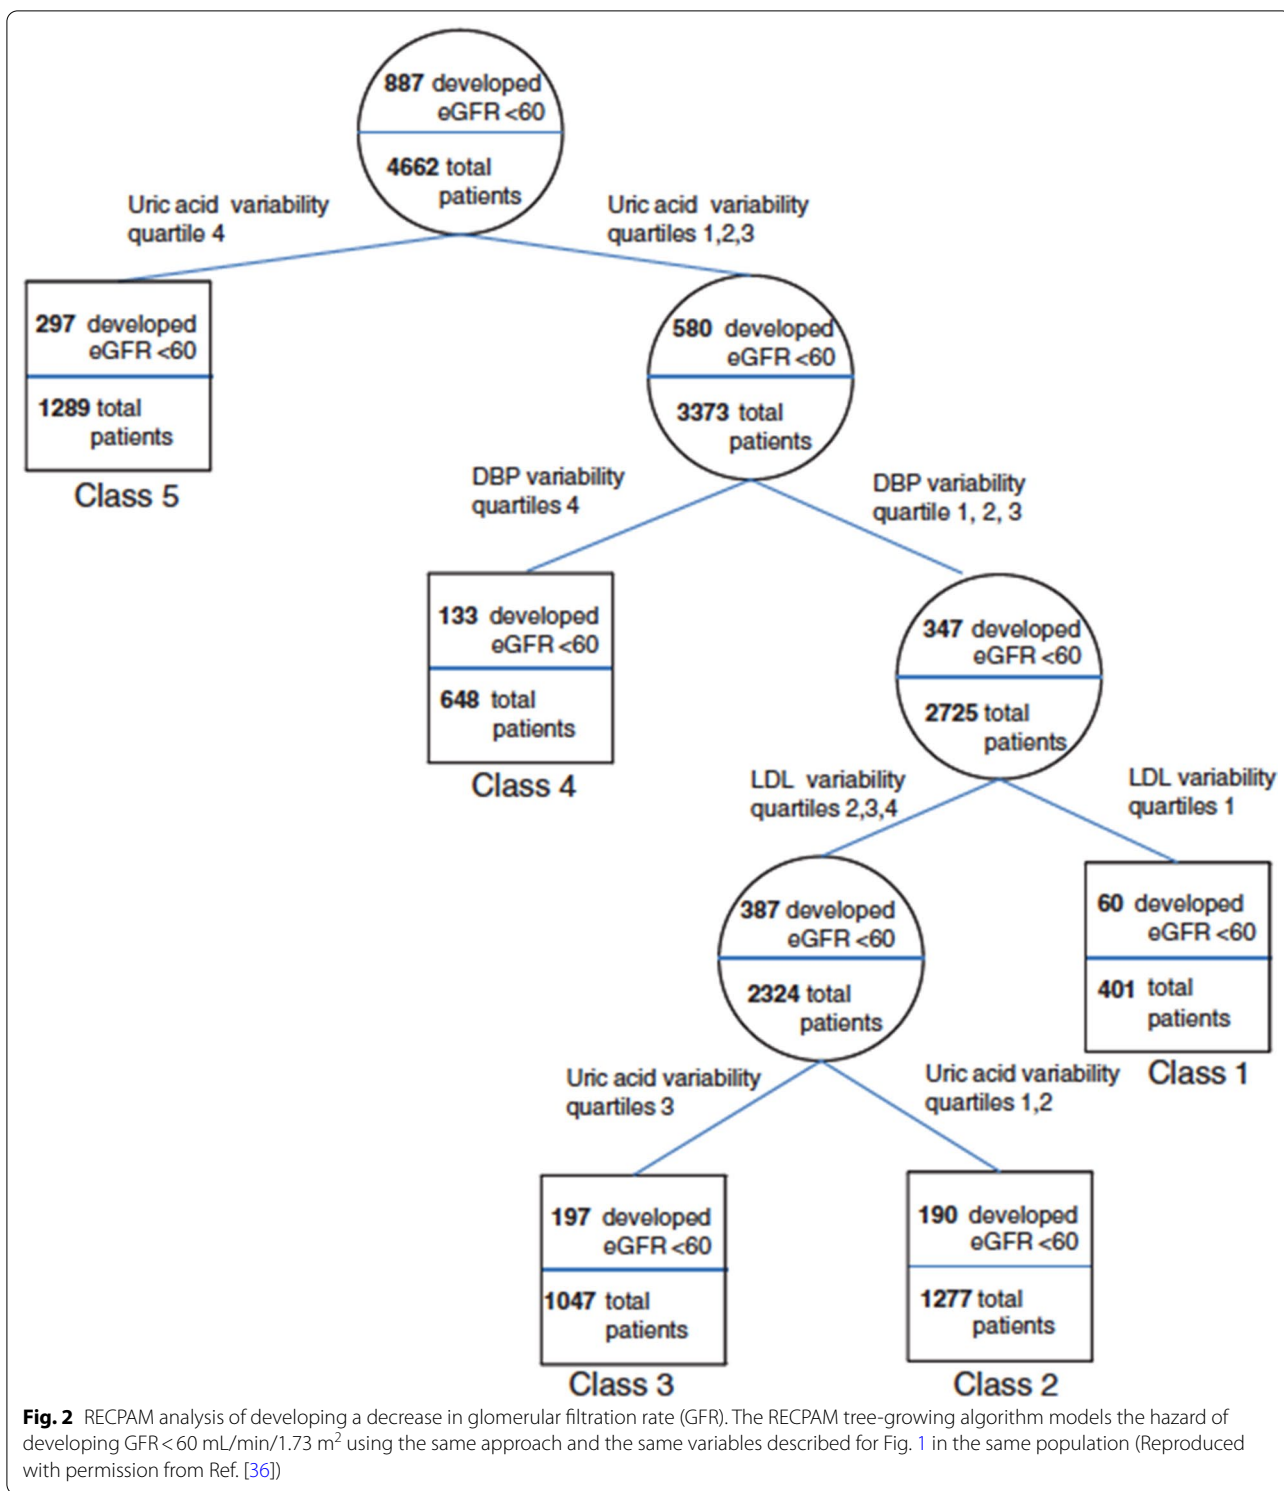 887 developed
eGFR <60
4662 total
patients
Uric acid variability
quartile 4
Uric acid variability
quartiles 1,2,3
297 developed
eGFR <60
1289 total
patients
Class 5
580 developed
eGFR <60
3373 total
patients
DBP variability
quartiles 4
DBP variability
quartile 1, 2, 3
133 developed
eGFR <60
648 total
patients
Class 4
347 developed
eGFR <60
2725 total
patients
LDL variability
quartiles 2,3,4
LDL variability
quartiles 1
387 developed
eGFR <60
2324 total
patients
60 developed
eGFR <60
401 total
patients
Class 1
Uric acid variability
quartiles 3
Uric acid variability
quartiles 1,2
197 developed
eGFR <60
1047 total
patients
Class 3
190 developed
eGFR <60
1277 total
patients
Class 2
Fig. 2 RECPAM analysis of developing a decrease in glomerular filtration rate (GFR). The RECPAM tree-growing algorithm models the hazard of
developing GFR < 60 mL/min/1.73 m² using the same approach and the same variables described for Fig. 1 in the same population (Reproduced
with permission from Ref. [36])